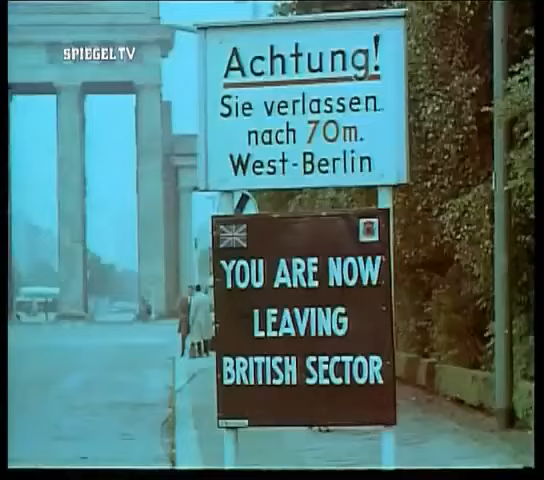 SPIEGEL TV
Achtung!
Sie verlassen
nach 70m.
West-Berlin
YOU ARE NOW
LEAVING
BRITISH SECTOR